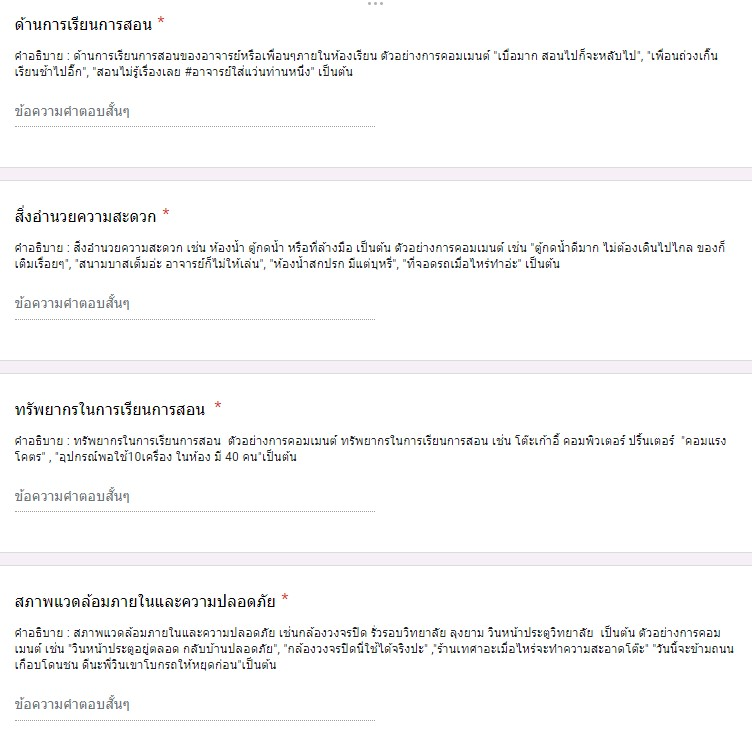 ด้านการเรียนการสอน *
คำอธิบาย : ด้านการเรียนการสอนของอาจารย์หรือเพื่อนๆภายในห้องเรียน ตัวอย่างการคอมเมนต์ "เบื่อมาก สอนไปก็จะหลับไป", "เพื่อนถ่วงเกิ๊น
เรียนช้าไปอี๊ก", "สอนไม่รู้เรื่องเลย #อาจารย์ใส่แว่นท่านหนึ่ง" เป็นต้น
ข้อความคำตอบสั้นๆ
สิ่งอำนวยความสะดวก *
คำอธิบาย : สิ่งอำนวยความสะดวก เช่น ห้องน้ำ ตู้กดน้ำ หรือที่ล้างมือ เป็นต้น ตัวอย่างการคอมเมนต์ เช่น "ตู้กดน้ำดีมาก ไม่ต้องเดินไปไกล ของก็
เติมเรื่อยๆ", "สนามบาสเต็มอ่ะ อาจารย์ก็ไม่ให้เล่น", "ห้องน้ำสกปรก มีแต่บุหรี่", "ที่จอดรถเมื่อไหร่ทำอ่ะ" เป็นต้น
ข้อความคำตอบสั้นๆ
ทรัพยากรในการเรียนการสอน *
คำอธิบาย : ทรัพยากรในการเรียนการสอน ตัวอย่างการคอมเมนต์ ทรัพยากรในการเรียนการสอน เช่น โต๊ะเก้าอี้ คอมพิวเตอร์ ปริ้นเตอร์ "คอมแรง
โคตร" , "อุปกรณ์พอใช้10เครื่อง ในห้อง มี 40 คน"เป็นต้น
ข้อความคำตอบสั้นๆ
สภาพแวดล้อมภายในและความปลอดภัย *
คำอธิบาย : สภาพแวดล้อมภายในและความปลอดภัย เช่นกล้องวงจรปิด รั่วรอบวิทยาลัย ลุงยาม วินหน้าประตูวิทยาลัย เป็นต้น ตัวอย่างการคอม
เมนต์ เช่น "วินหน้าประตูอยู่ตลอด กลับบ้านปลอดภัย", "กล้องวงจรปิดนี่ใช้ได้จริงปะ" ,"ร้านเทศาอะเมื่อไหร่จะทำความสะอาดโต๊ะ" "วันนี้จะข้ามถนน
เกือบโดนชน ดีนะพี่วินเขาโบกรถให้หยุดก่อน"เป็นต้น
ข้อความคำตอบสั้นๆ